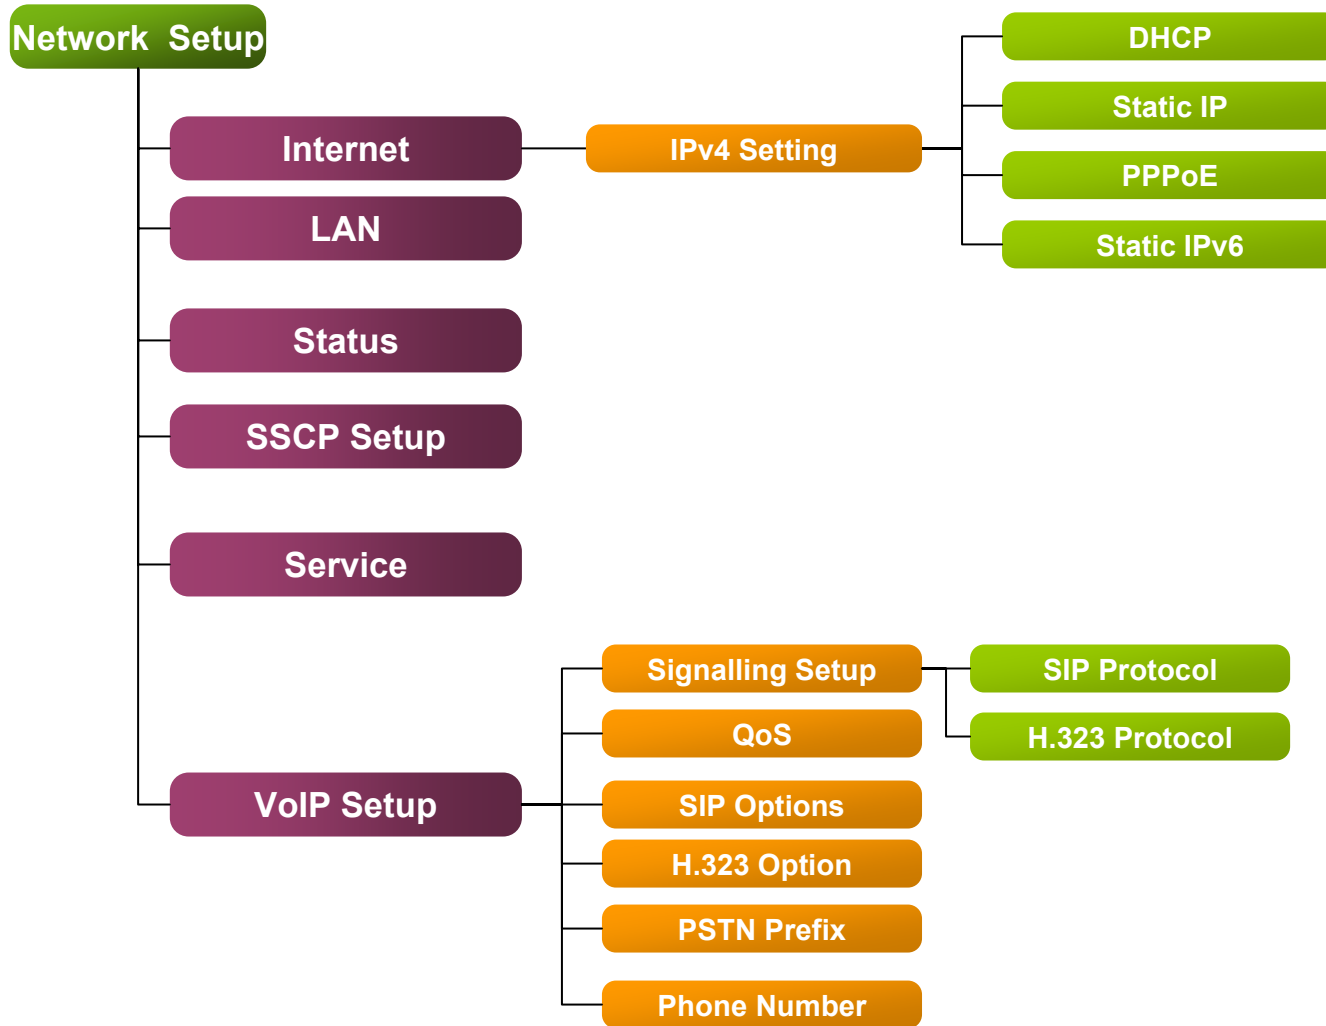 Network Setup
Internet
IPv4 Setting
DHCP
Static IP
PPPoE
Static IPv6
LAN
Status
SSCP Setup
Service
VoIP Setup
Signalling Setup
SIP Protocol
H.323 Protocol
QoS
SIP Options
H.323 Option
PSTN Prefix
Phone Number